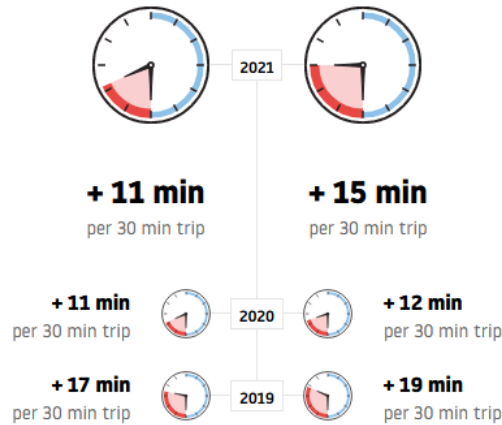 2021
+ 11 min
per 30 min trip
+ 15 min
per 30 min trip
+ 11 min
per 30 min trip
2020
+ 12 min
per 30 min trip
+ 17 min
per 30 min trip
2019
+ 19 min
per 30 min trip